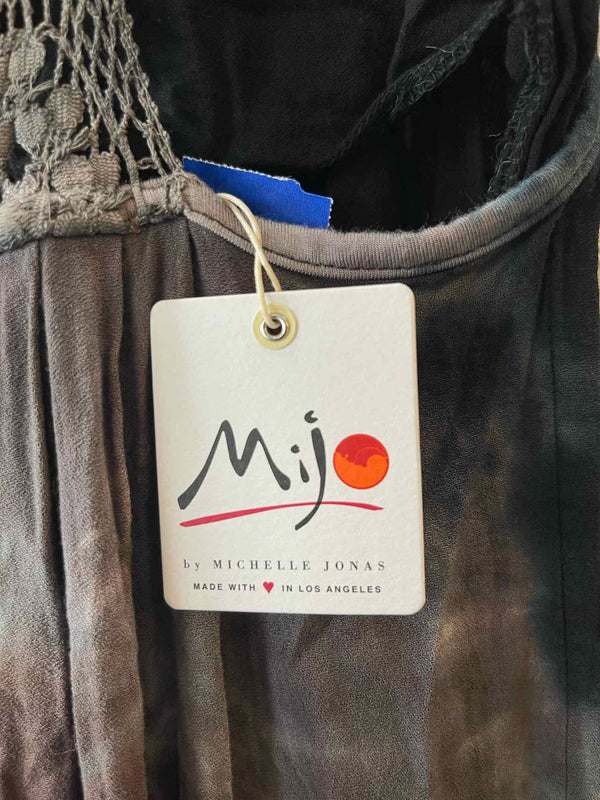 Mijo
by MICHELLE JONAS
MADE WITH ♥ IN LOS ANGELES